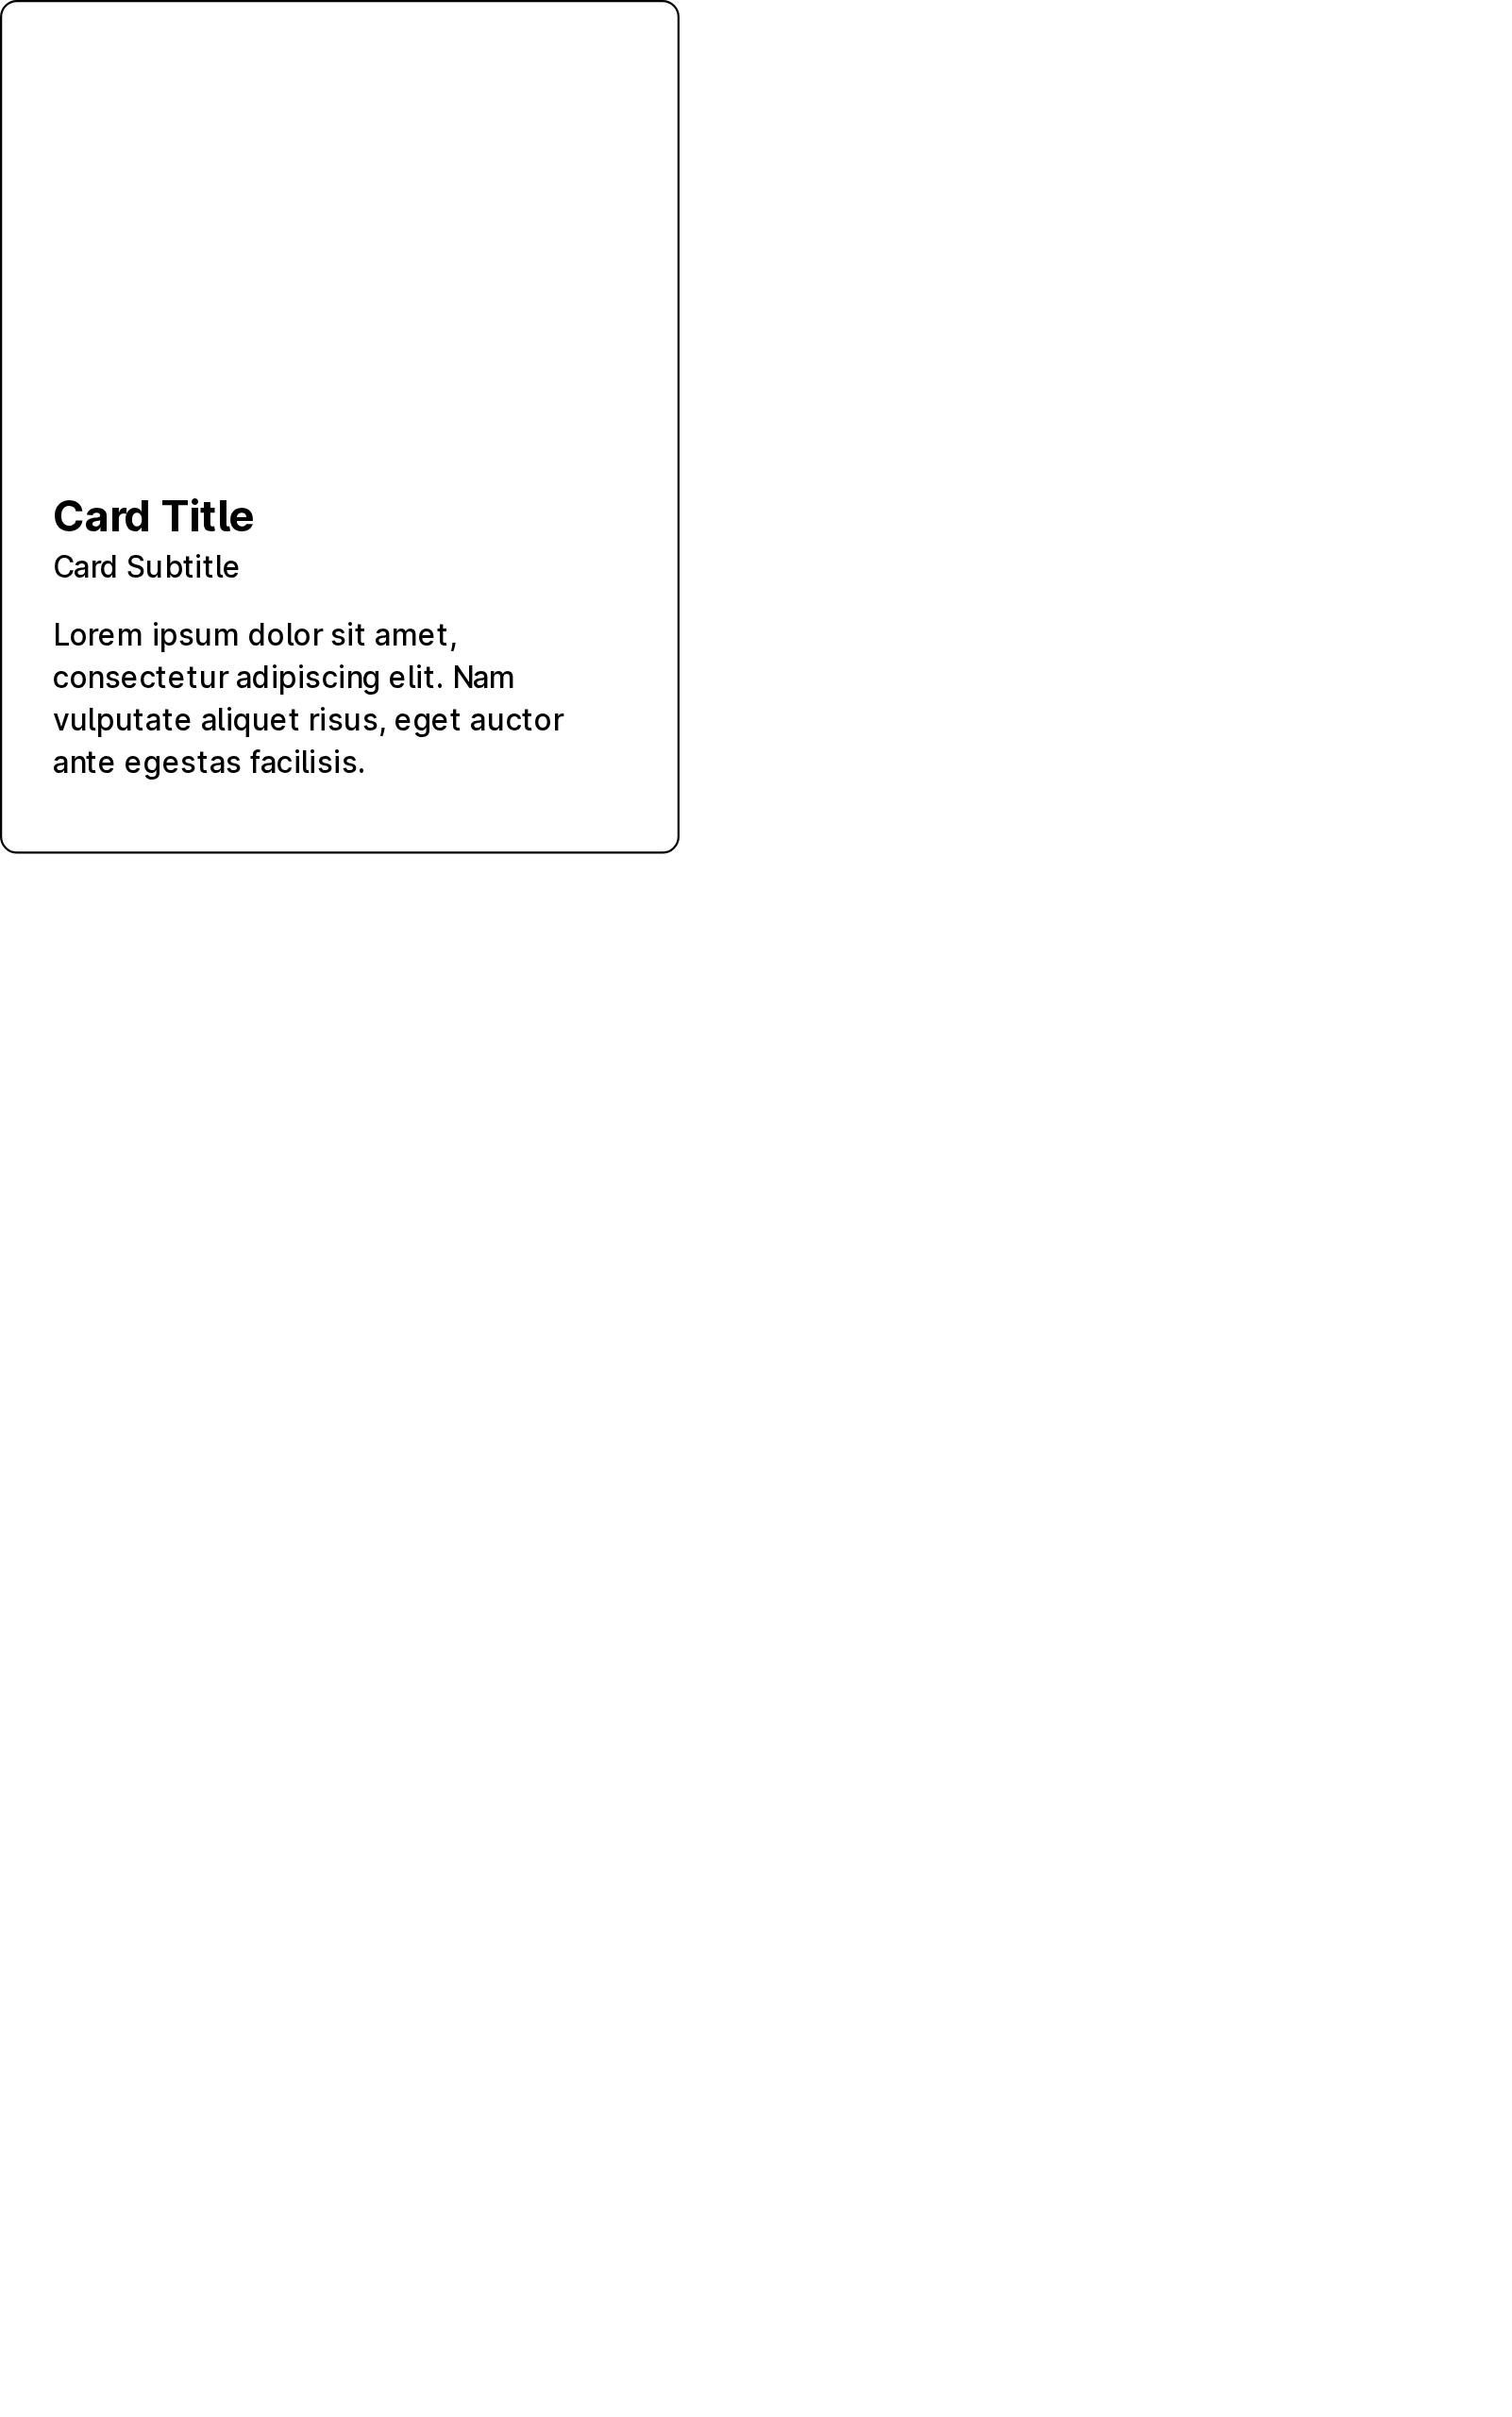 Card Title
Card Subtitle
Lorem ipsum dolor sit amet,
consectetur adipiscing elit. Nam
vulputate aliquet risus, eget auctor
ante egestas facilisis.